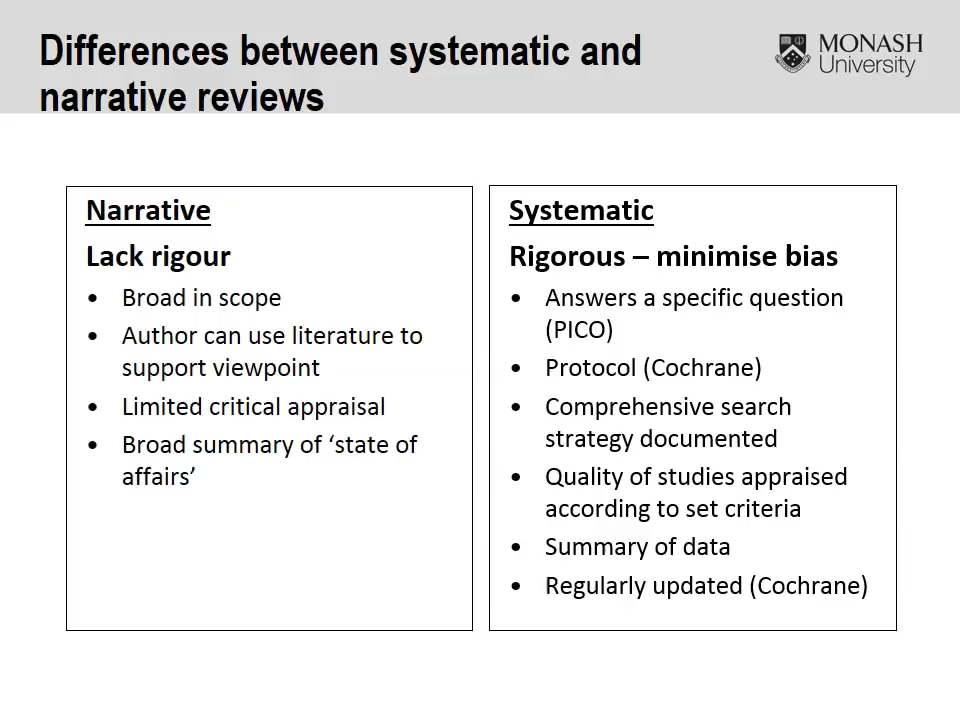 Differences between systematic and
narrative reviews
MONASH
University
Narrative
Lack rigour
• Broad in scope
• Author can use literature to
support viewpoint
• Limited critical appraisal
• Broad summary of ‘state of
affairs’
Systematic
Rigorous – minimise bias
• Answers a specific question
(PICO)
• Protocol (Cochrane)
• Comprehensive search
strategy documented
• Quality of studies appraised
according to set criteria
• Summary of data
• Regularly updated (Cochrane)